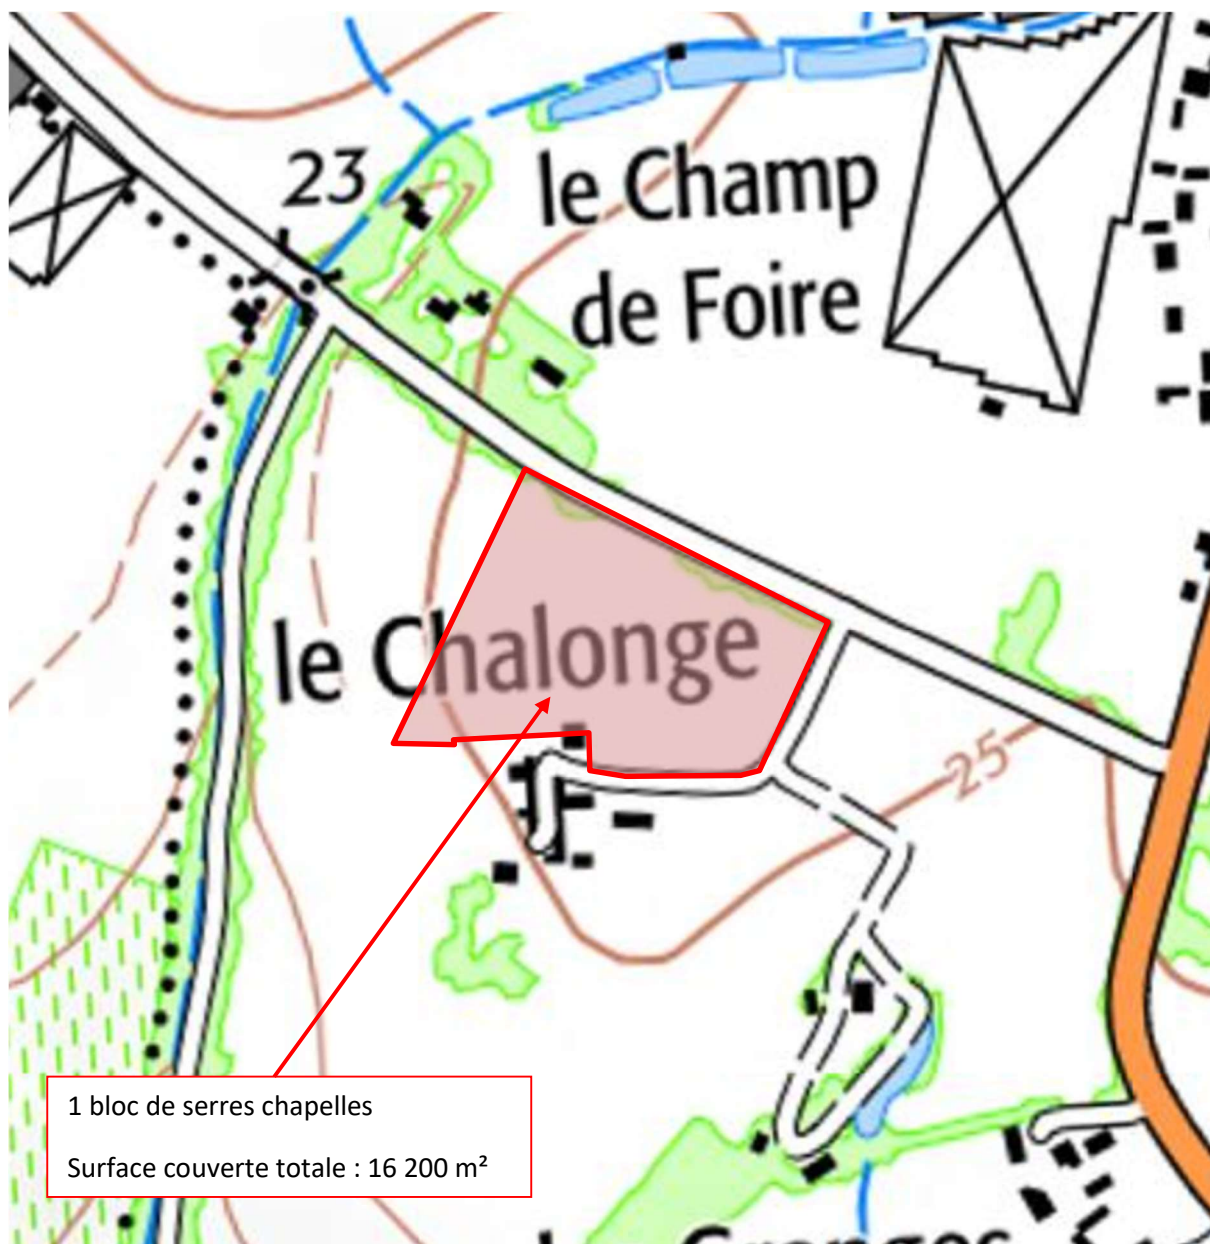 23
le Champ
de Foire
le Chalonge
25
1 bloc de serres chapelles
Surface couverte totale : 16 200 m²